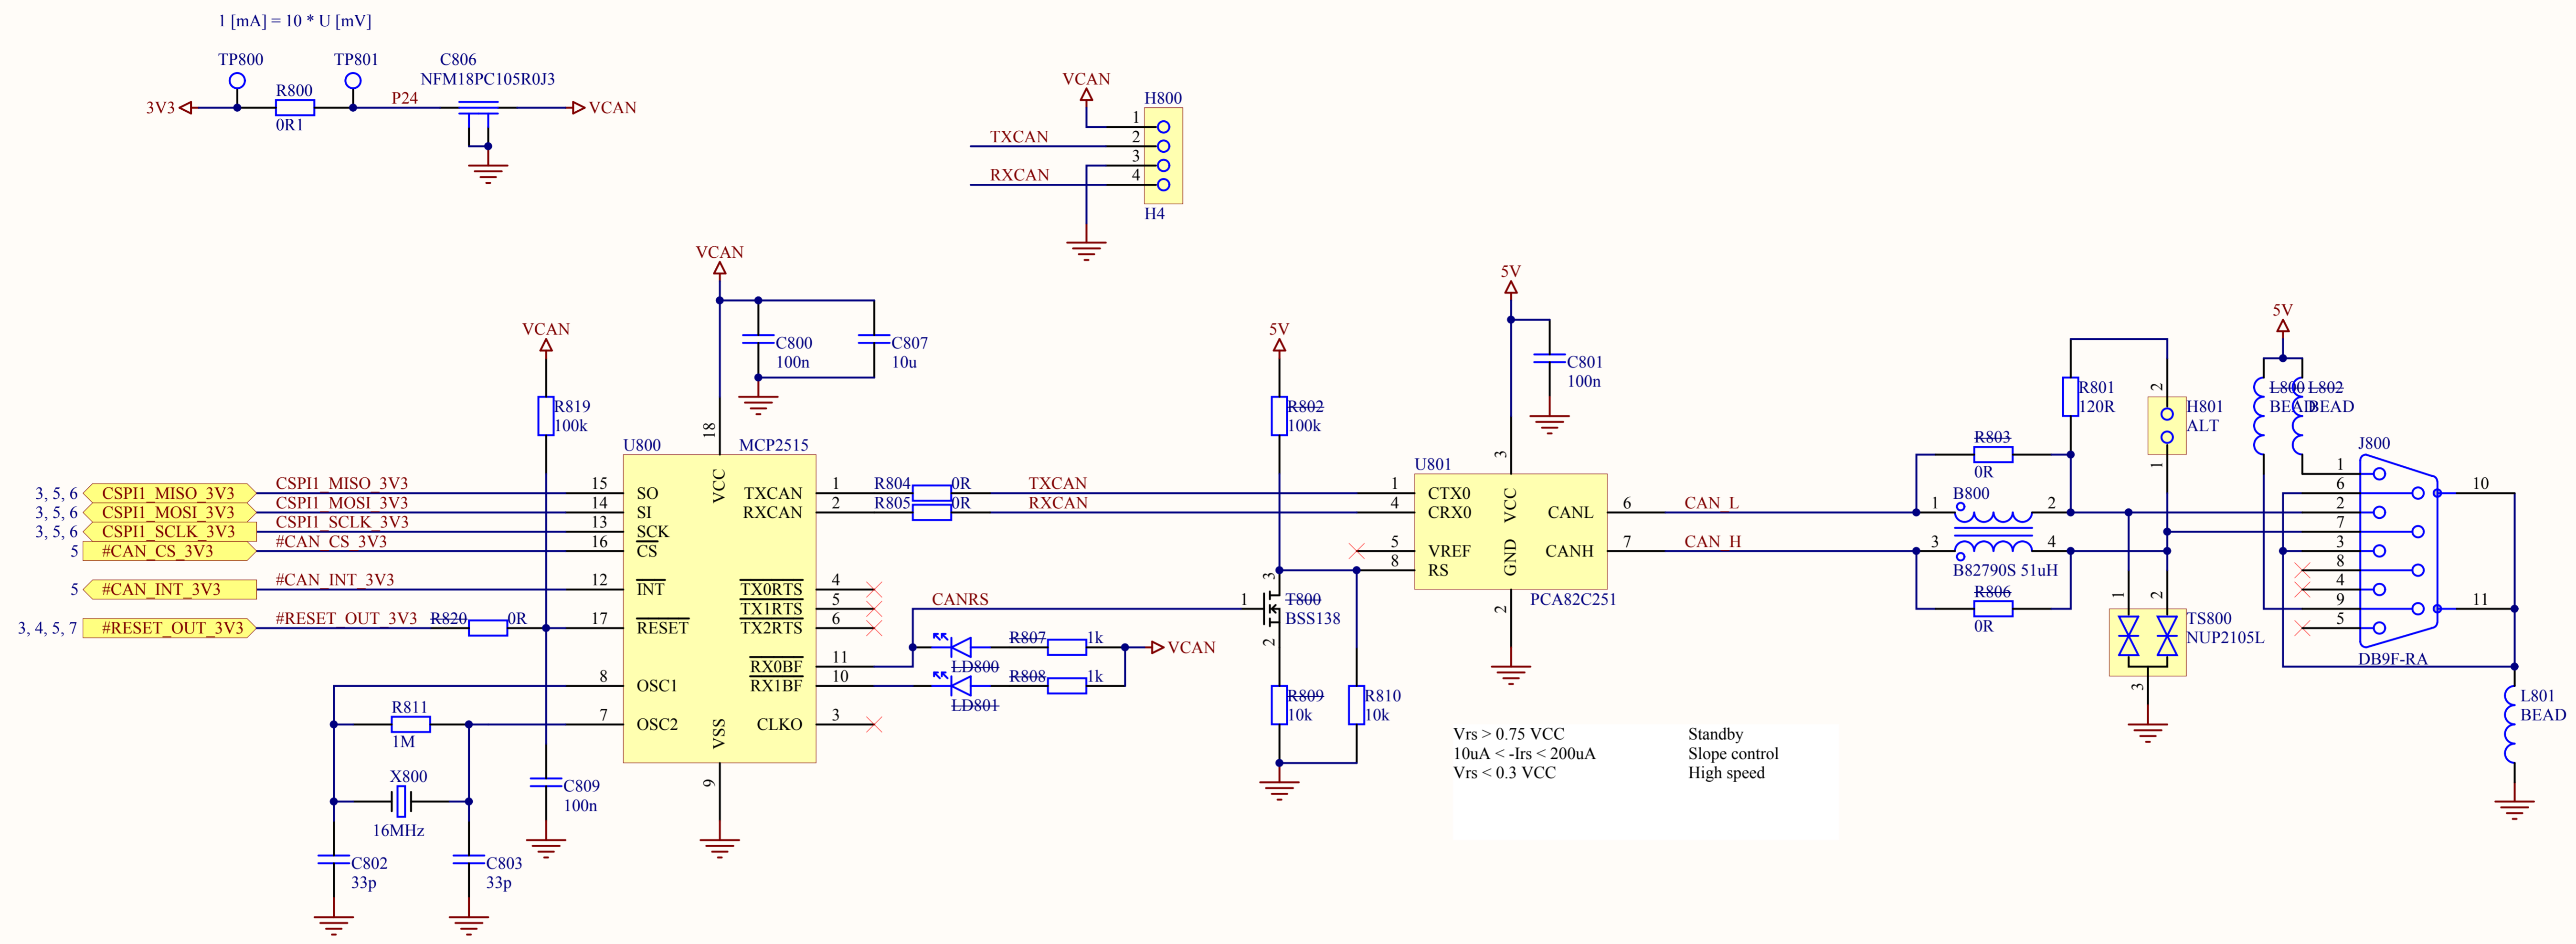 1 [mA] = 10 * U [mV]
TP800
TP801
C806
NFM18PC105R0J3
3V3
R800
0R1
P24
VCAN
VCAN
H800
1
TXCAN
2
3
RXCAN
4
H4
VCAN
C800
100n
C807
10u
VCAN
R819
100k
U800
MCP2515
18
VCC
3, 5, 6
CSPI1_MISO_3V3
CSPI1_MISO_3V3
15
SO
3, 5, 6
CSPI1_MOSI_3V3
CSPI1_MOSI_3V3
14
SI
3, 5, 6
CSPI1_SCLK_3V3
CSPI1_SCLK_3V3
13
SCK
5
#CAN_CS_3V3
#CAN_CS_3V3
16
CS
5
#CAN_INT_3V3
#CAN_INT_3V3
12
INT
3, 4, 5, 7
#RESET_OUT_3V3
#RESET_OUT_3V3
R820
0R
17
RESET
8
OSC1
7
OSC2
R811
1M
X800
16MHz
C802
33p
C803
33p
C809
100n
VSS
9
TXCAN
1
RXCAN
2
TX0RTS
4
TX1RTS
5
TX2RTS
6
RX0BF
11
RX1BF
10
CLKO
3
R804
0R
TXCAN
R805
0R
RXCAN
CANRS
LD800
R807
1k
VCAN
LD801
R808
1k
5V
R802
100k
3
1
T800
BSS138
2
R809
10k
R810
10k
5V
C801
100n
3
U801
1
CTX0
4
CRX0
5
VREF
8
RS
VCC
GND
CANL
6
CANH
7
PCA82C251
2
CAN_L
CAN_H
Vrs > 0.75 VCC
Standby
10uA < -Irs < 200uA
Slope control
Vrs < 0.3 VCC
High speed
R803
0R
B800
1
2
3
4
B82790S 51uH
R806
0R
R801
120R
2
H801
ALT
1
1
2
TS800
NUP2105L
3
5V
L800
BEAD
L802
BEAD
J800
1
6
2
7
3
8
4
9
5
10
11
DB9F-RA
L801
BEAD